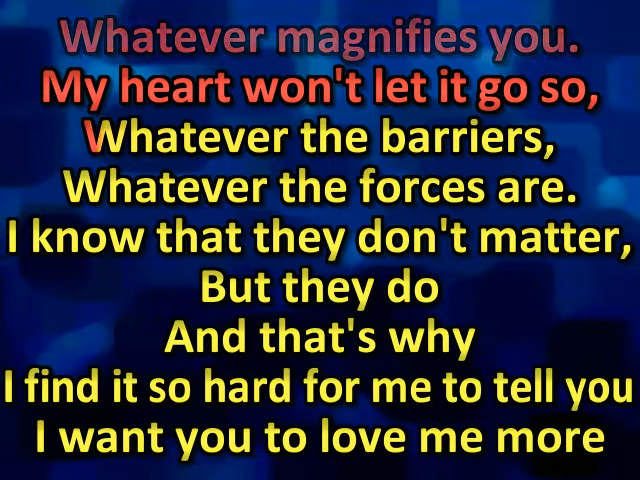 Whatever magnifies you.
My heart won't let it go so,
Whatever the barriers,
Whatever the forces are.
I know that they don't matter,
But they do
And that's why
I find it so hard for me to tell you
I want you to love me more